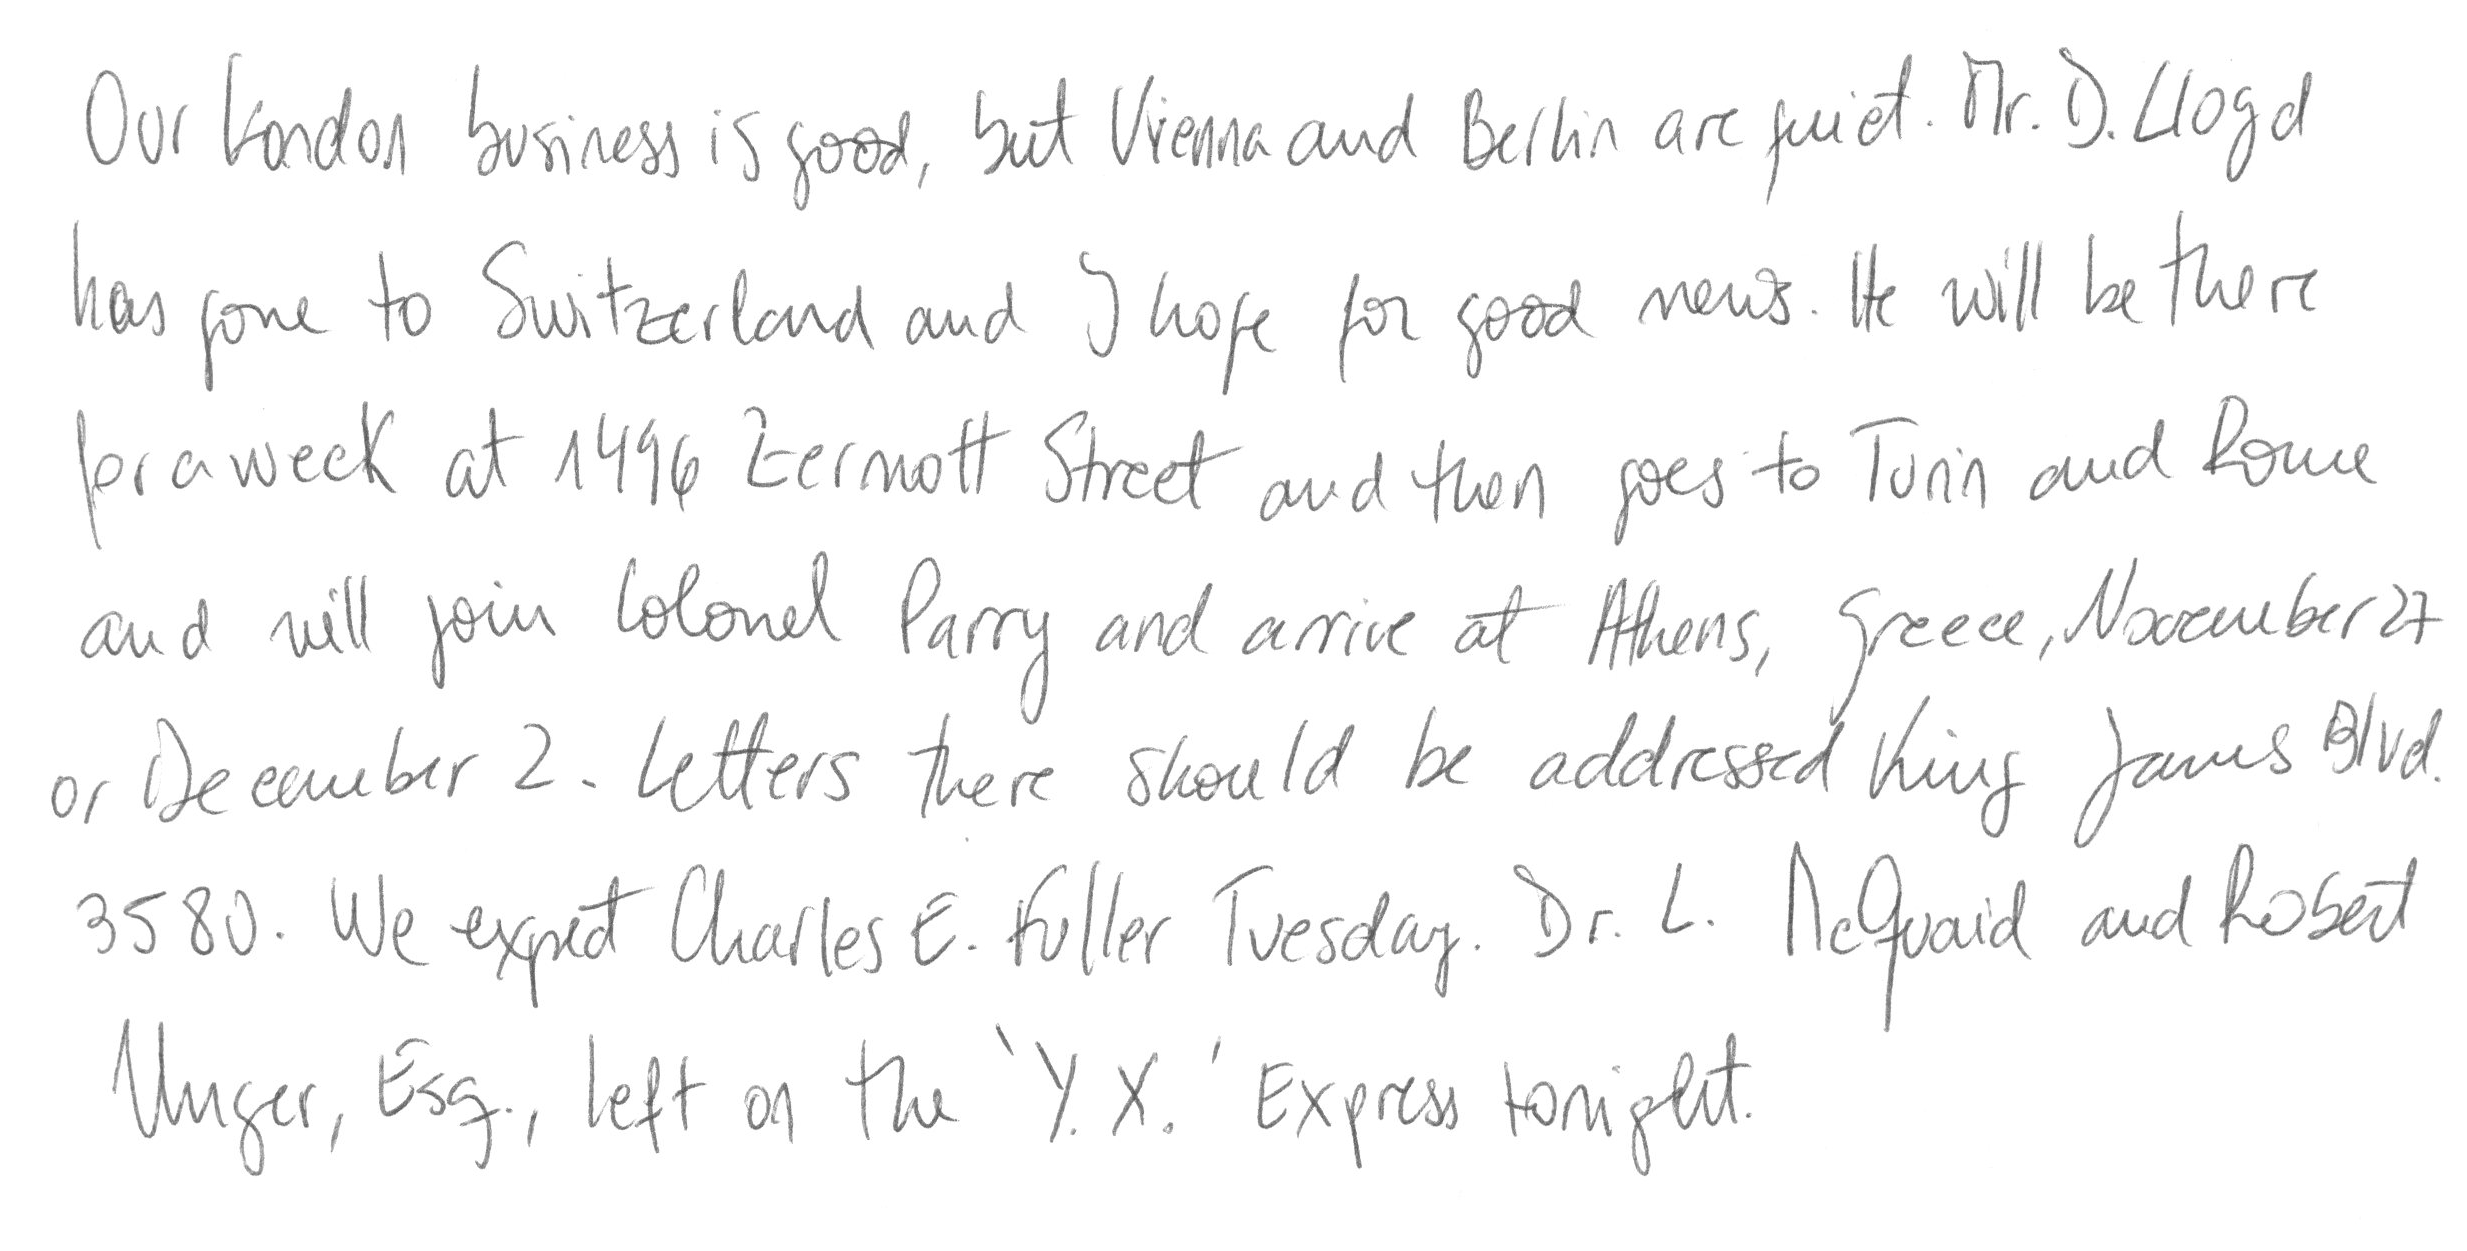 Our London business is good, but Vienna and Berlin are quiet. Mr. D. Lloyd
has gone to Switzerland and I hope for good news. He will be there
for a week at 1496 Zermott Street and then goes to Turin and Rome
and will join Colonel Parry and arrive at Athens, Greece, November 27
or December 2. Letters there should be addressed King James Blvd.
3580. We expect Charles E. Fuller Tuesday. Dr. L. McQuaid and Robert
Unger, Esq., left on the 'Y.X.' Express tonight.